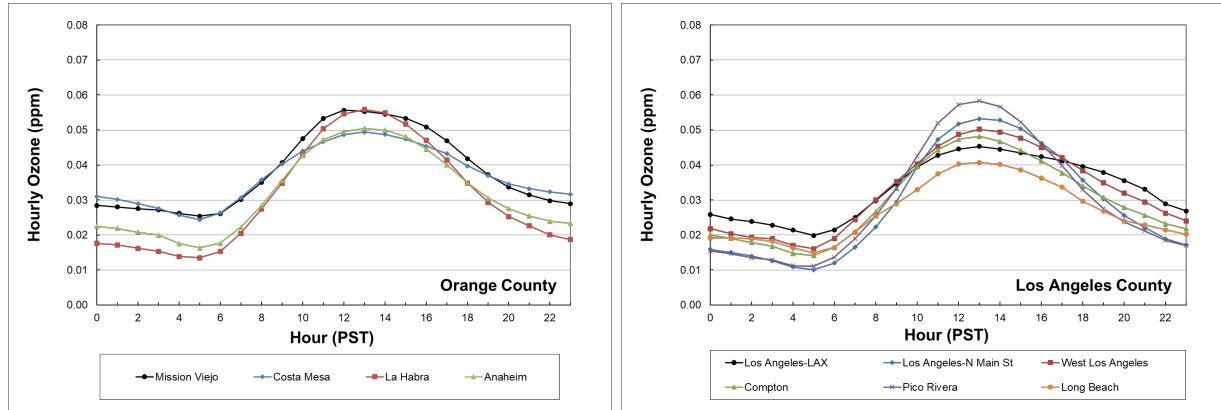 Hourly Ozone (ppm)
0.08
0.07
0.06
0.05
0.04
0.03
0.02
0.01
0.00
Orange County
0 2 4 6 8 10 12 14 16 18 20 22
Hour (PST)
Mission Viejo Costa Mesa La Habra Anaheim
Hourly Ozone (ppm)
0.08
0.07
0.06
0.05
0.04
0.03
0.02
0.01
0.00
Los Angeles County
0 2 4 6 8 10 12 14 16 18 20 22
Hour (PST)
Los Angeles-LAX Los Angeles-N Main St West Los Angeles
Compton Pico Rivera Long Beach